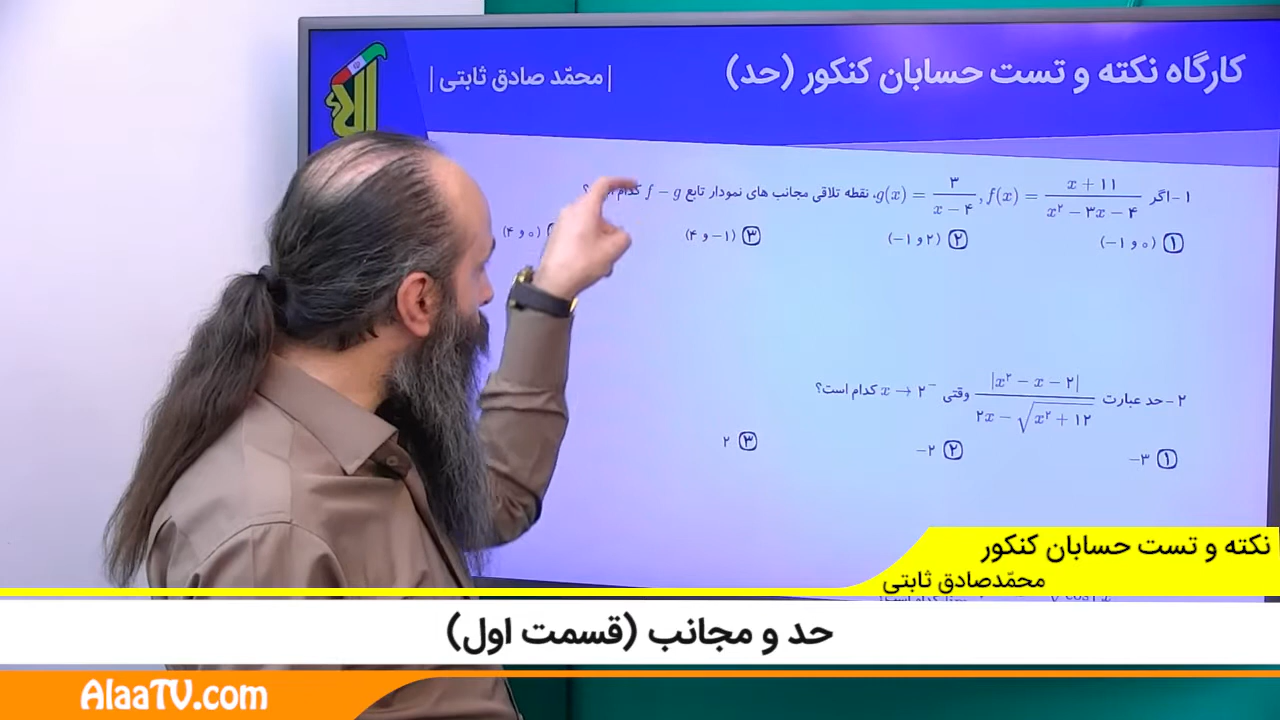 کارگاه نکته و تست حسابان کنکور (حد)
|محمّد صادق ثابتی|
الا
۱- اگر f(x) = (x + ۱۱)/(x² − ۳x − ۴) , g(x) = ۳/(x − ۴)، نقطه تلاقی مجانب های نمودار تابع f − g کدام
۱ (۰ و ۱−) ۲ (۲ و ۱−) ۳ (۱− و ۴) (۰ و ۴)
۲- حد عبارت |x² − x − ۲|/(۲x − √(x² + ۱۲)) وقتی x → ۲⁻ کدام است؟
۱ −۳ ۲ −۲ ۳ ۲
نکته و تست حسابان کنکور
محمّدصادق ثابتی
حد و مجانب (قسمت اول)
AlaaTV.com